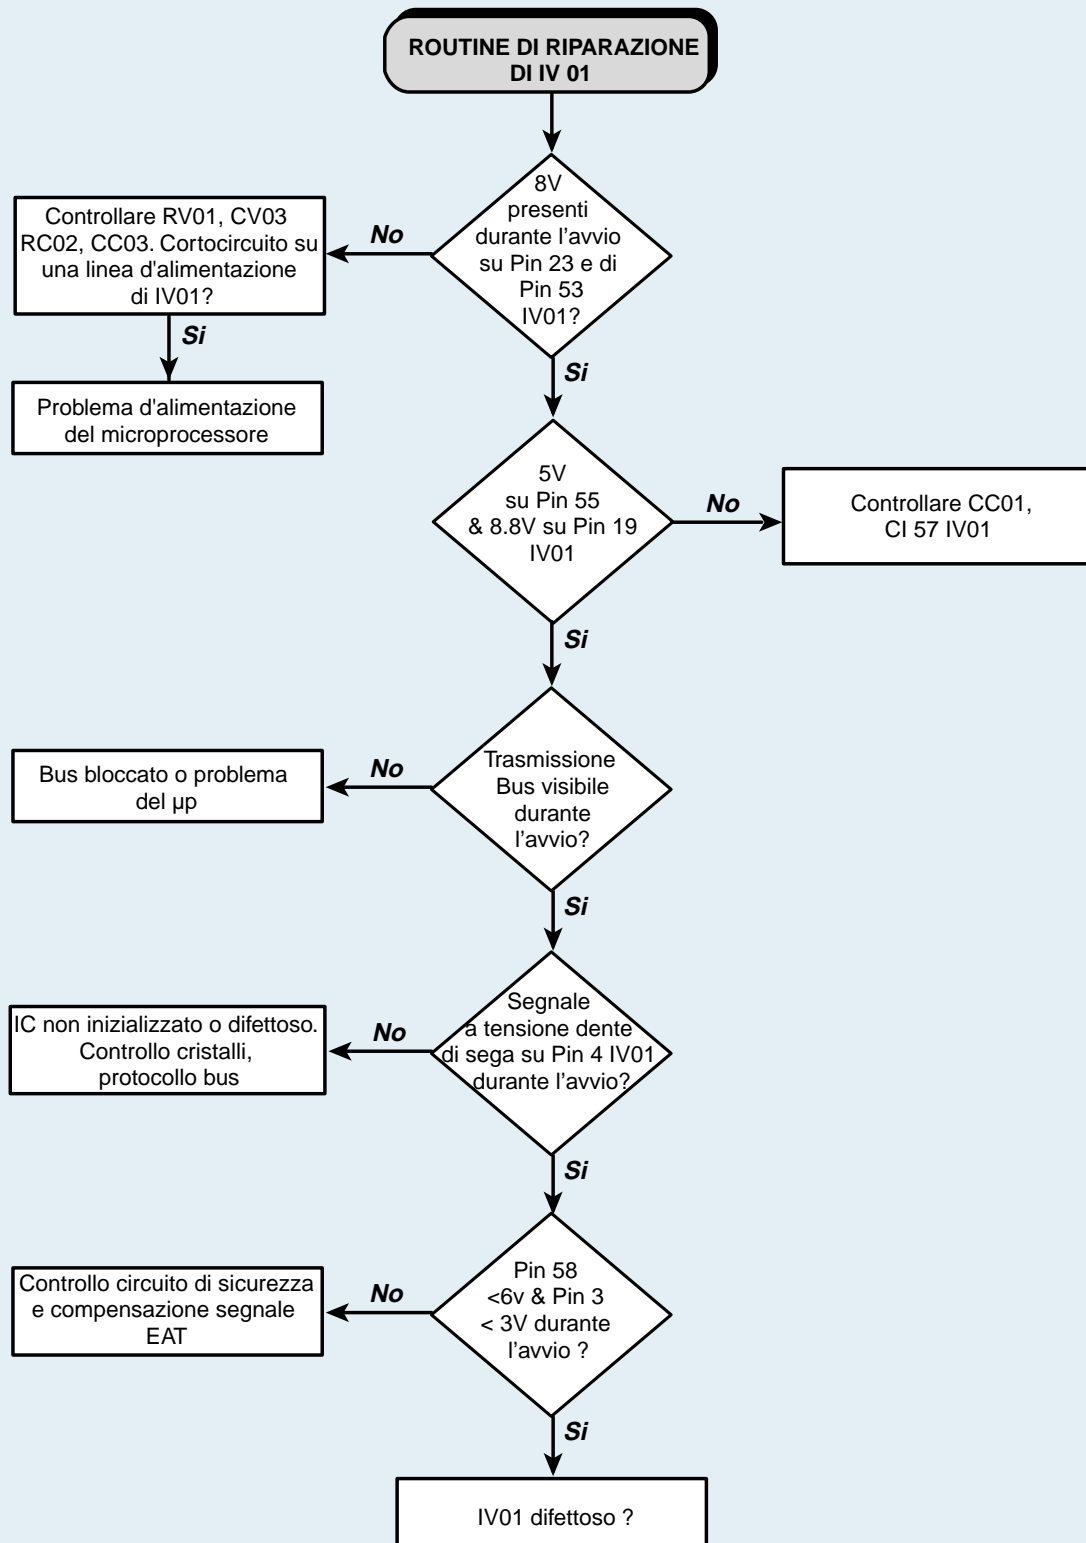 ROUTINE DI RIPARAZIONE
DI IV 01
8V
presenti
durante l'avvio
su Pin 23 e di
Pin 53
IV01?
No
Controllare RV01, CV03
RC02, CC03. Cortocircuito su
una linea d'alimentazione
di IV01?
Si
Problema d'alimentazione
del microprocessore
Si
5V
su Pin 55
& 8.8V su Pin 19
IV01
No
Controllare CC01,
CI 57 IV01
Si
Trasmissione
Bus visibile
durante
l'avvio?
No
Bus bloccato o problema
del µp
Si
Segnale
a tensione dente
di sega su Pin 4 IV01
durante l'avvio?
No
IC non inizializzato o difettoso.
Controllo cristalli,
protocollo bus
Si
Pin 58
<6v & Pin 3
< 3V durante
l'avvio ?
No
Controllo circuito di sicurezza
e compensazione segnale
EAT
Si
IV01 difettoso ?